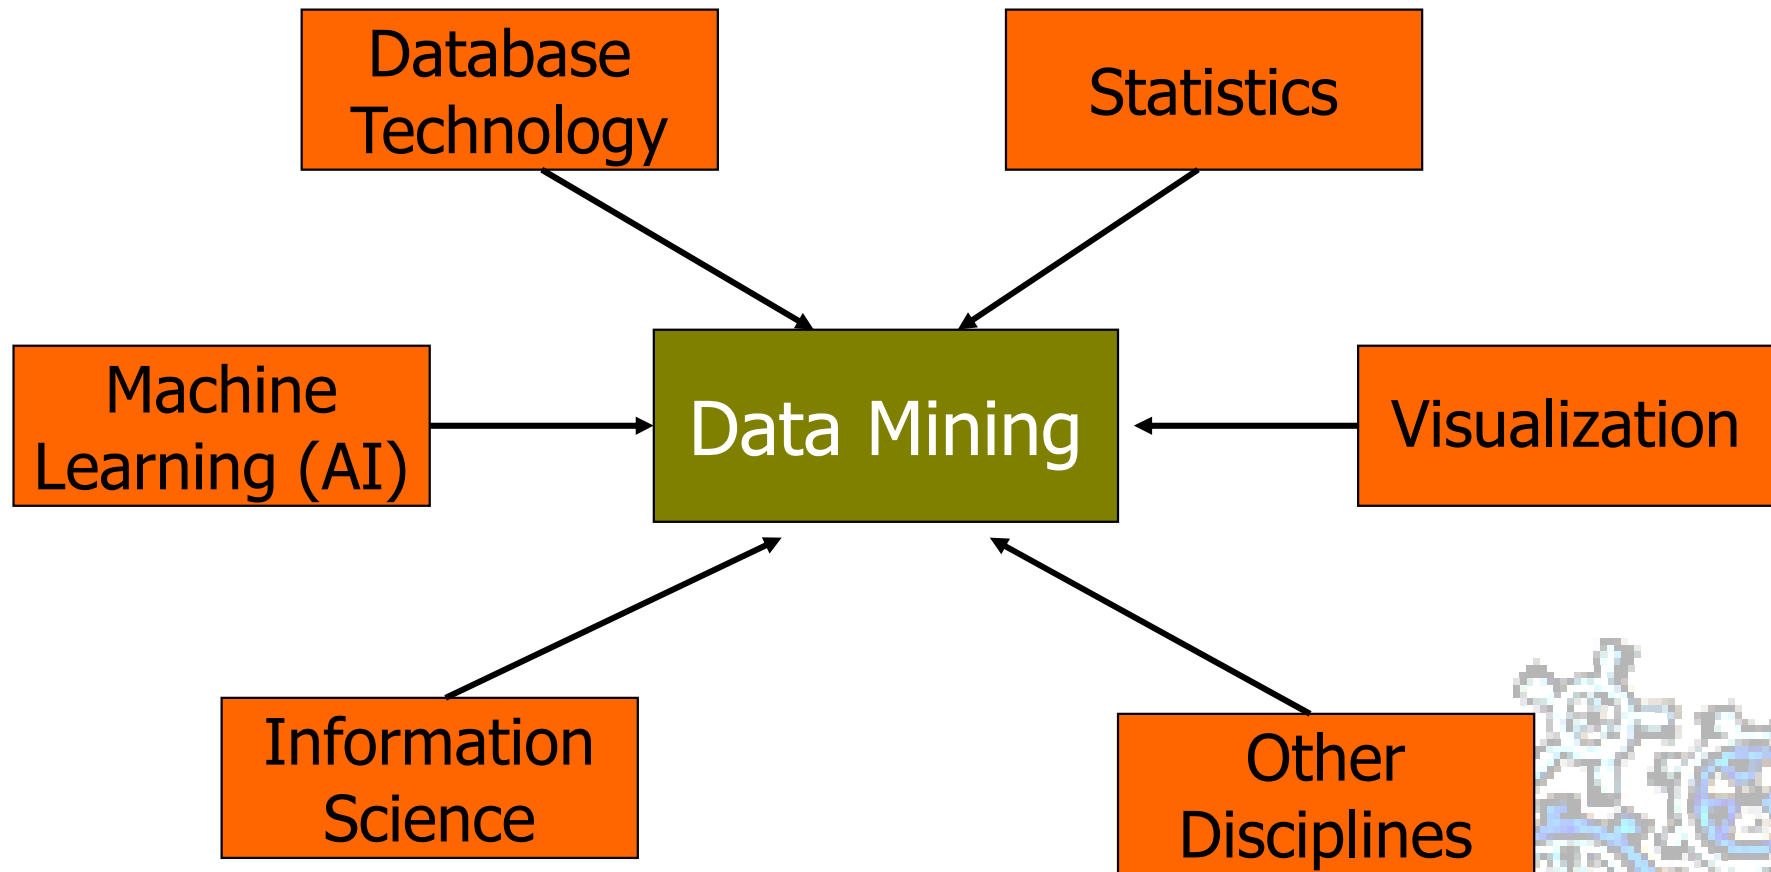 Database
Technology
Statistics
Machine
Learning (AI)
Data Mining
Visualization
Information
Science
Other
Disciplines